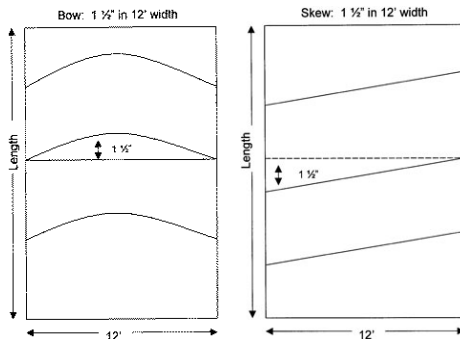 Bow: 1 ½" in 12' width
Length
1 ½"
12'
Skew: 1 ½" in 12' width
Length
1 ½"
12'